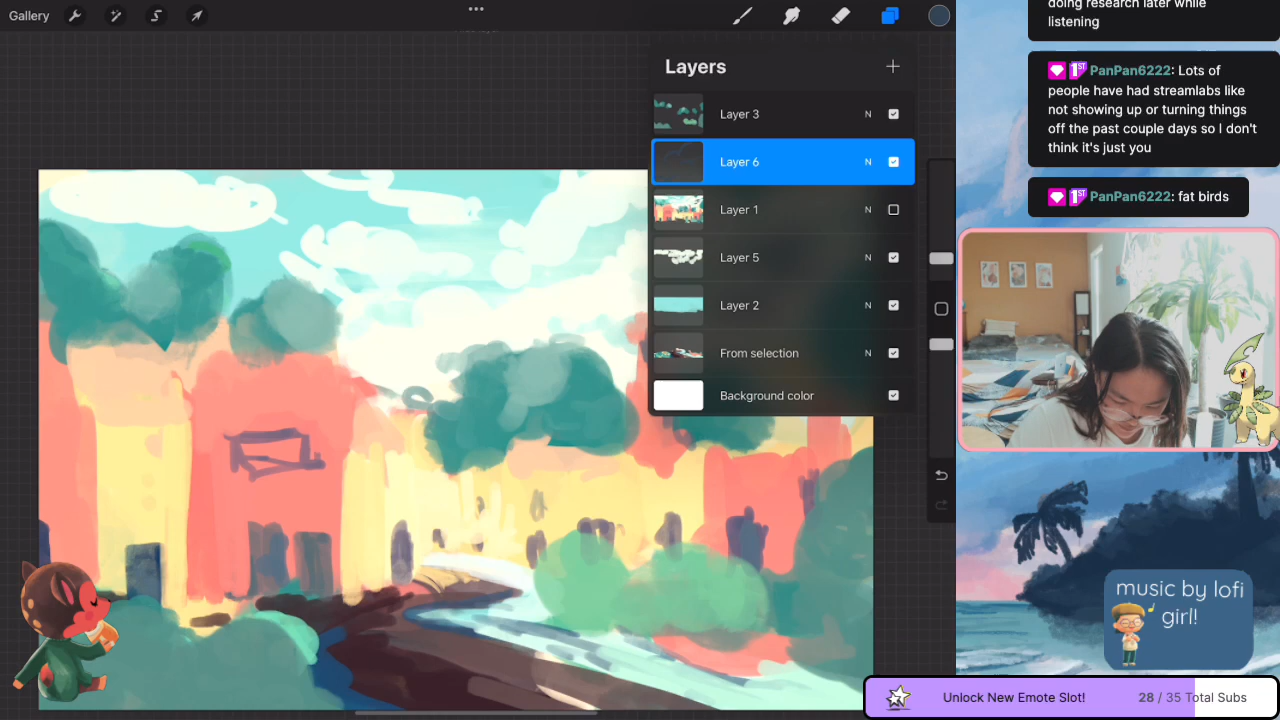 Gallery
Layers
Layer 3 N
Layer 6 N
Layer 1 N
Layer 5 N
Layer 2 N
From selection N
Background color
doing research later while
listening
1ST PanPan6222: Lots of
people have had streamlabs like
not showing up or turning things
off the past couple days so I don't
think it's just you
1ST PanPan6222: fat birds
music by lofi
girl!
Unlock New Emote Slot! 28 / 35 Total Subs